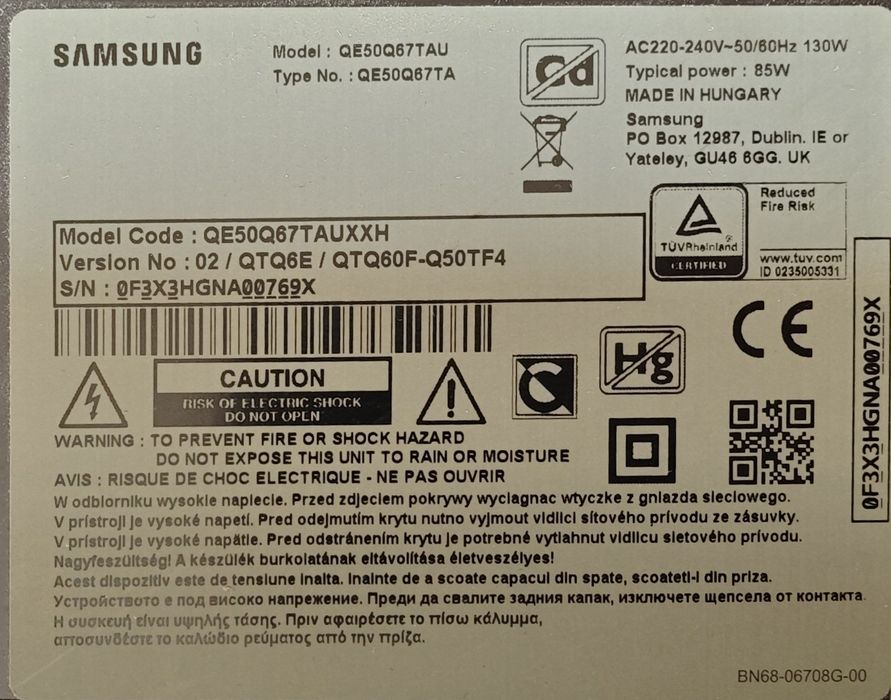 SAMSUNG
Model : QE50Q67TAU
Type No. : QE50Q67TA
Cd
AC220-240V~50/60Hz 130W
Typical power : 85W
MADE IN HUNGARY
Samsung
PO Box 12987, Dublin. IE or
Yateley, GU46 6GG. UK
TÜVRheinland
CERTIFIED
Reduced
Fire Risk
www.tuv.com
ID 0235005331
Model Code : QE50Q67TAUXXH
Version No : 02 / QTQ6E / QTQ60F-Q50TF4
S/N : 0F3X3HGNA00769X
0F3X3HGNA00769X
CE
Hg
CAUTION
RISK OF ELECTRIC SHOCK
DO NOT OPEN
WARNING : TO PREVENT FIRE OR SHOCK HAZARD
DO NOT EXPOSE THIS UNIT TO RAIN OR MOISTURE
AVIS : RISQUE DE CHOC ELECTRIQUE - NE PAS OUVRIR
W odbiorniku wysokie napiecie. Przed zdjeciem pokrywy wyciagnac wtyczke z gniazda sieciowego.
V prístroji je vysoké napetí. Pred odejmutím krytu nutno vyjmout vidlici sítového prívodu ze zásuvky.
V prístroji je vysoké napätie. Pred odstránením krytu je potrebné vytiahnut vidlicu sietového prívodu.
Nagyfeszültség! A készülék burkolatának eltávolítása életveszélyes!
Acest dispozitiv este de tensiune inalta. Inainte de a scoate capacul din spate, scoateti-l din priza.
Устройството е под високо напрежение. Преди да свалите задния капак, изключете щепсела от контакта.
Η συσκευή είναι υψηλής τάσης. Πριν αφαιρέσετε το πίσω κάλυμμα,
αποσυνδέστε το καλώδιο ρεύματος από την πρίζα.
BN68-06708G-00